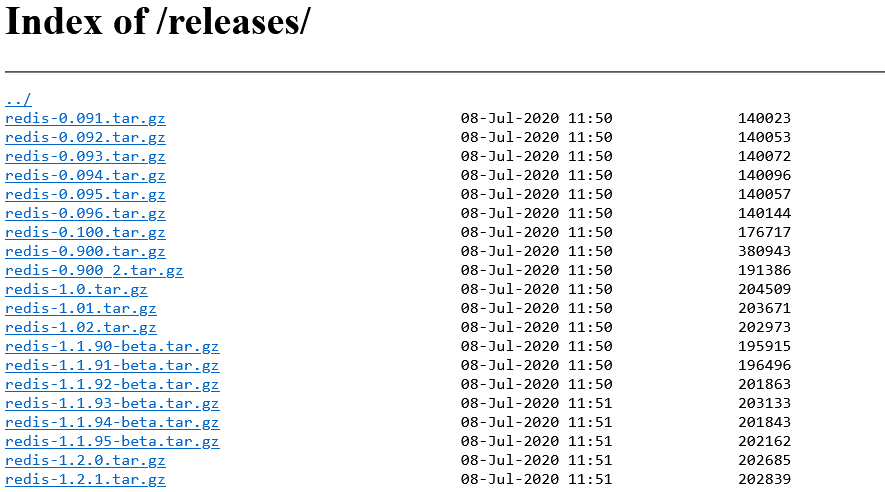 Index of /releases/
../
redis-0.091.tar.gz 08-Jul-2020 11:50 140023
redis-0.092.tar.gz 08-Jul-2020 11:50 140053
redis-0.093.tar.gz 08-Jul-2020 11:50 140072
redis-0.094.tar.gz 08-Jul-2020 11:50 140096
redis-0.095.tar.gz 08-Jul-2020 11:50 140057
redis-0.096.tar.gz 08-Jul-2020 11:50 140144
redis-0.100.tar.gz 08-Jul-2020 11:50 176717
redis-0.900.tar.gz 08-Jul-2020 11:50 380943
redis-0.900_2.tar.gz 08-Jul-2020 11:50 191386
redis-1.0.tar.gz 08-Jul-2020 11:50 204509
redis-1.01.tar.gz 08-Jul-2020 11:50 203671
redis-1.02.tar.gz 08-Jul-2020 11:50 202973
redis-1.1.90-beta.tar.gz 08-Jul-2020 11:50 195915
redis-1.1.91-beta.tar.gz 08-Jul-2020 11:50 196496
redis-1.1.92-beta.tar.gz 08-Jul-2020 11:50 201863
redis-1.1.93-beta.tar.gz 08-Jul-2020 11:51 203133
redis-1.1.94-beta.tar.gz 08-Jul-2020 11:51 201843
redis-1.1.95-beta.tar.gz 08-Jul-2020 11:51 202162
redis-1.2.0.tar.gz 08-Jul-2020 11:51 202685
redis-1.2.1.tar.gz 08-Jul-2020 11:51 202839